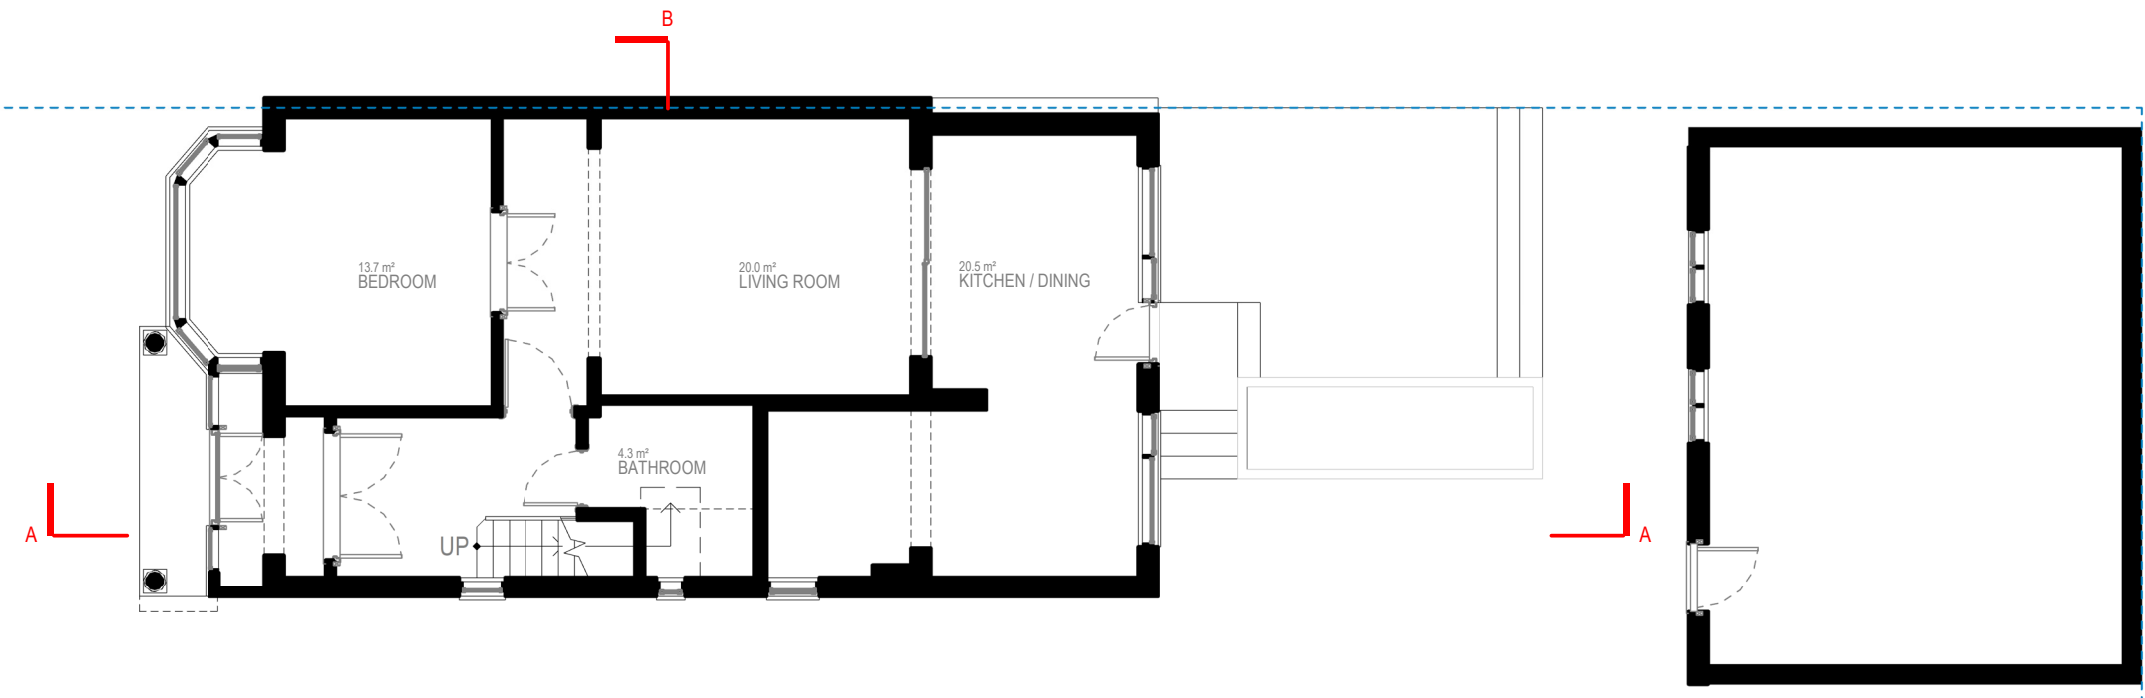 B
13.7 m²
BEDROOM
20.0 m²
LIVING ROOM
20.5 m²
KITCHEN / DINING
4.3 m²
BATHROOM
UP
A
A